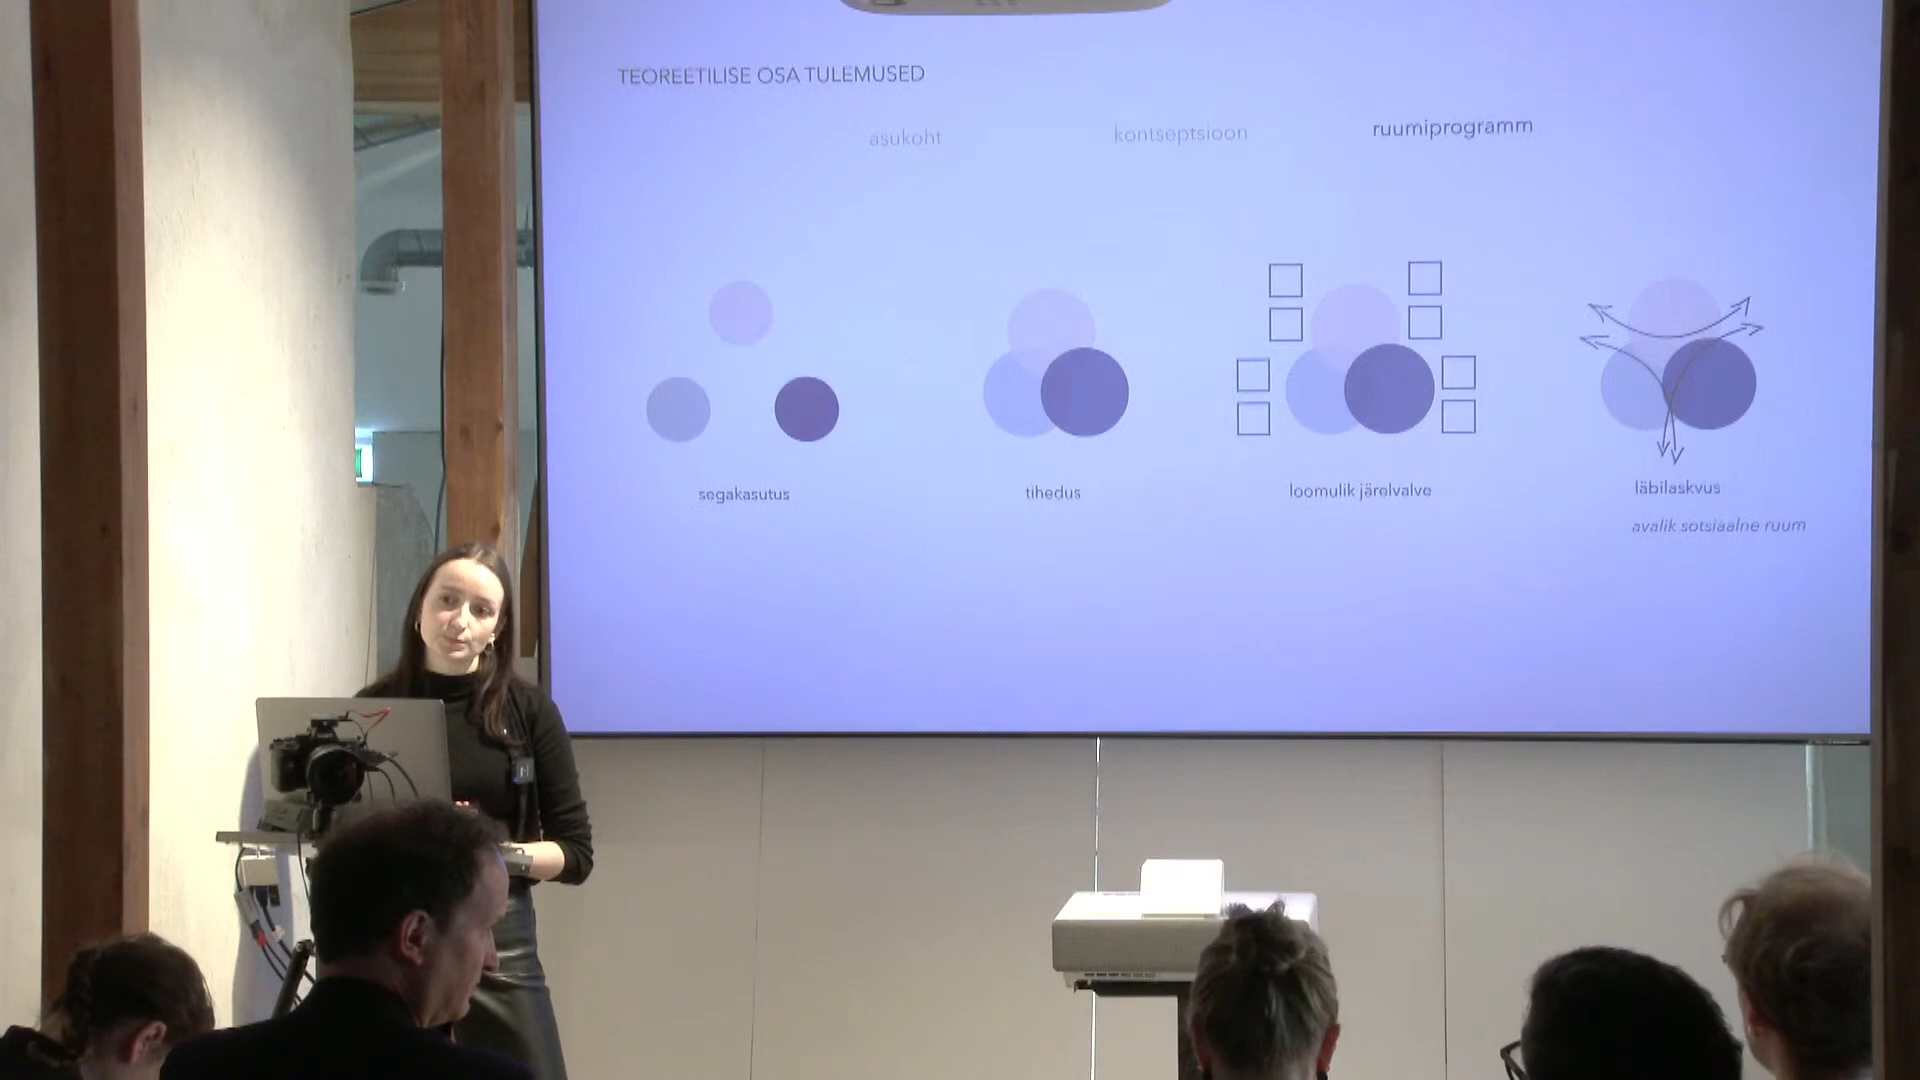 TEOREETILISE OSA TULEMUSED
asukoht kontseptsioon ruumiprogramm
segakasutus tihedus loomulik järelvalve läbilaskvus
avalik sotsiaalne ruum